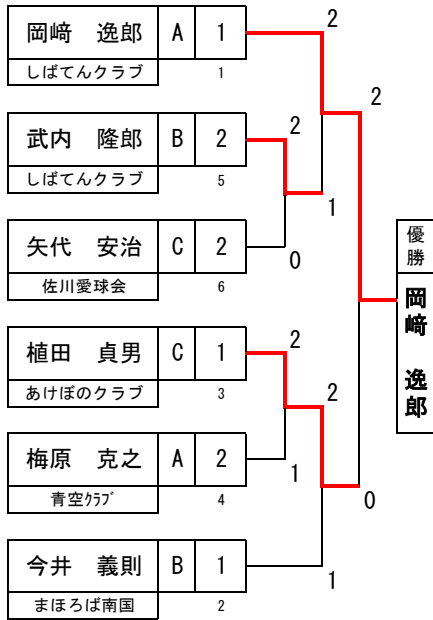 岡﨑　逸郎 A 1
しばてんクラブ 1
武内　隆郎 B 2
しばてんクラブ 5
矢代　安治 C 2
佐川愛球会 6
植田　貞男 C 1
あけぼのクラブ 3
梅原　克之 A 2
青空ｸﾗﾌﾞ 4
今井　義則 B 1
まほろば南国 2
2
2
1
0
2
1
2
1
2
0
優勝
岡﨑　逸郎